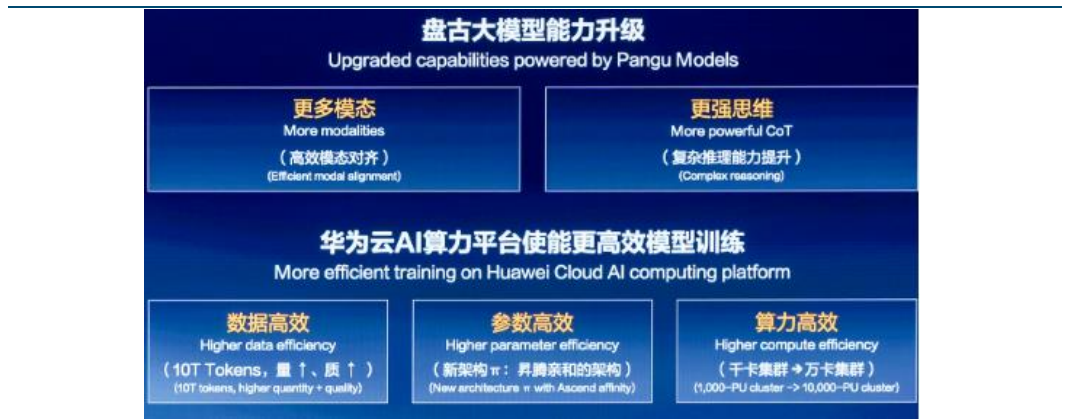 盘古大模型能力升级
Upgraded capabilities powered by Pangu Models
更多模态
More modalities
（高效模态对齐）
(Efficient modal alignment)
更强思维
More powerful CoT
（复杂推理能力提升）
(Complex reasoning)
华为云AI算力平台使能更高效模型训练
More efficient training on Huawei Cloud AI computing platform
数据高效
Higher data efficiency
（10T Tokens，量↑、质↑）
(10T tokens, higher quantity + quality)
参数高效
Higher parameter efficiency
（新架构π：昇腾亲和的架构）
(New architecture π with Ascend affinity)
算力高效
Higher compute efficiency
（千卡集群→万卡集群）
(1,000-PU cluster -> 10,000-PU cluster)